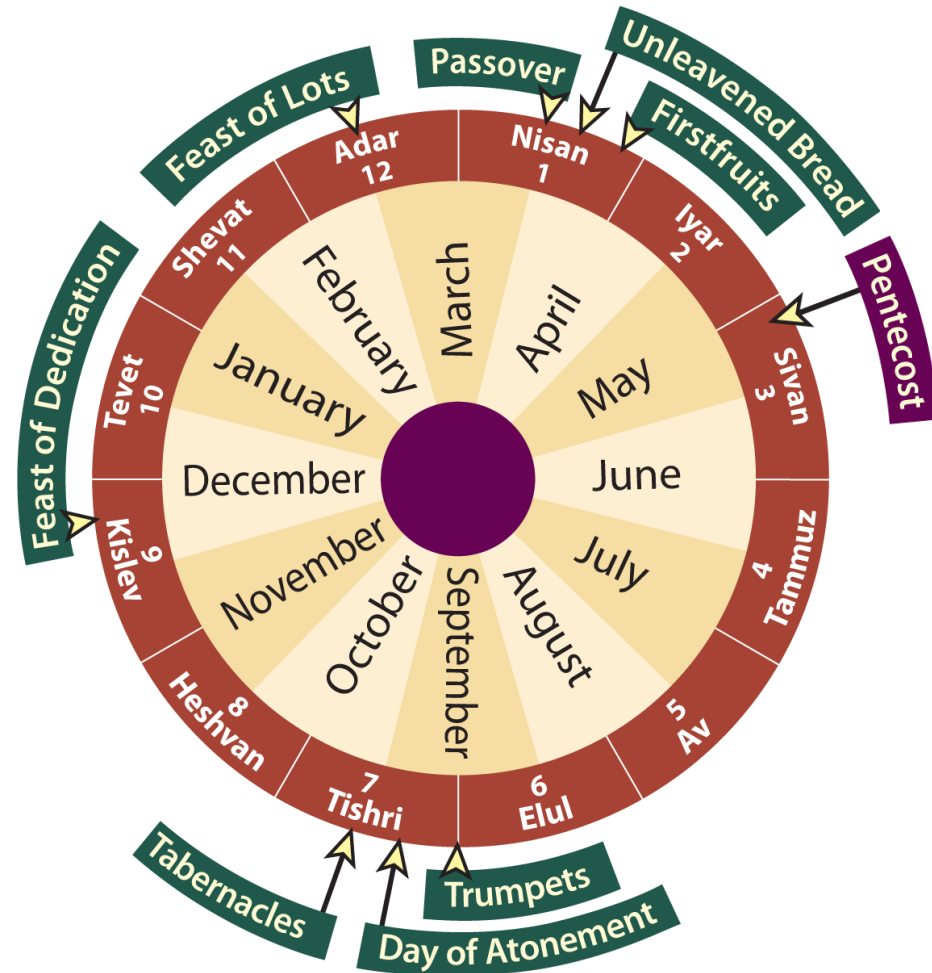 Passover
Unleavened Bread
Firstfruits
Pentecost
Trumpets
Day of Atonement
Tabernacles
Feast of Dedication
Feast of Lots
Nisan
1
Iyar
2
Sivan
3
Tammuz
4
Av
5
Elul
6
Tishri
7
Heshvan
8
Kislev
9
Tevet
10
Shevat
11
Adar
12
March
April
May
June
July
August
September
October
November
December
January
February